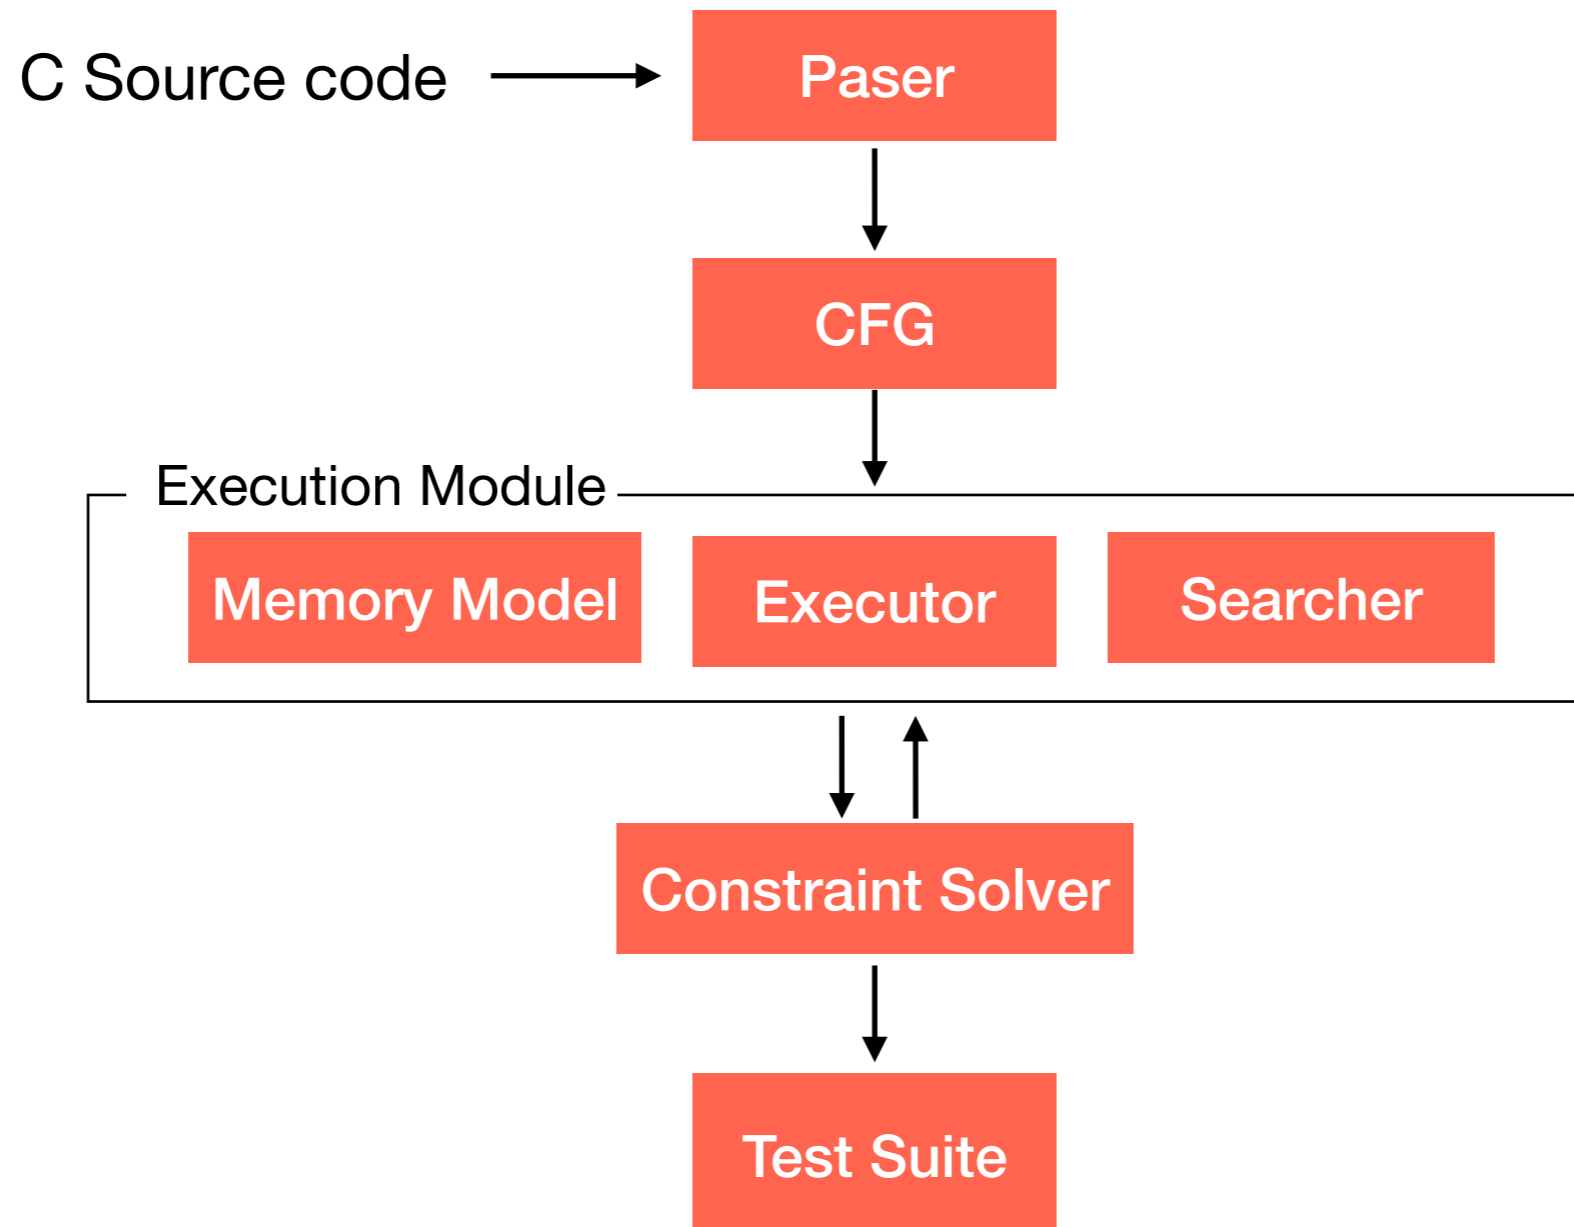 C Source code
Paser
CFG
Execution Module
Memory Model
Executor
Searcher
Constraint Solver
Test Suite